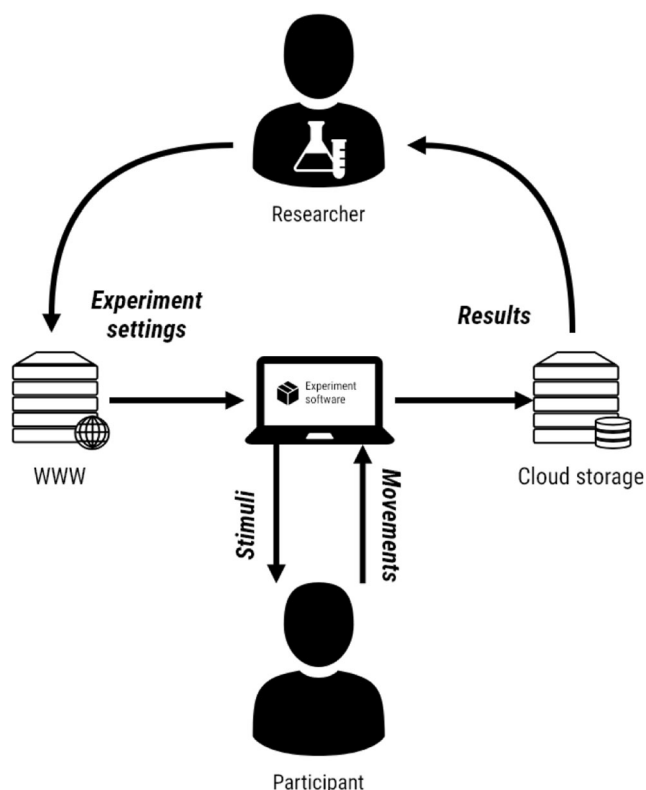 Researcher
Experiment
settings
Results
Experiment
software
WWW
Cloud storage
Stimuli
Movements
Participant